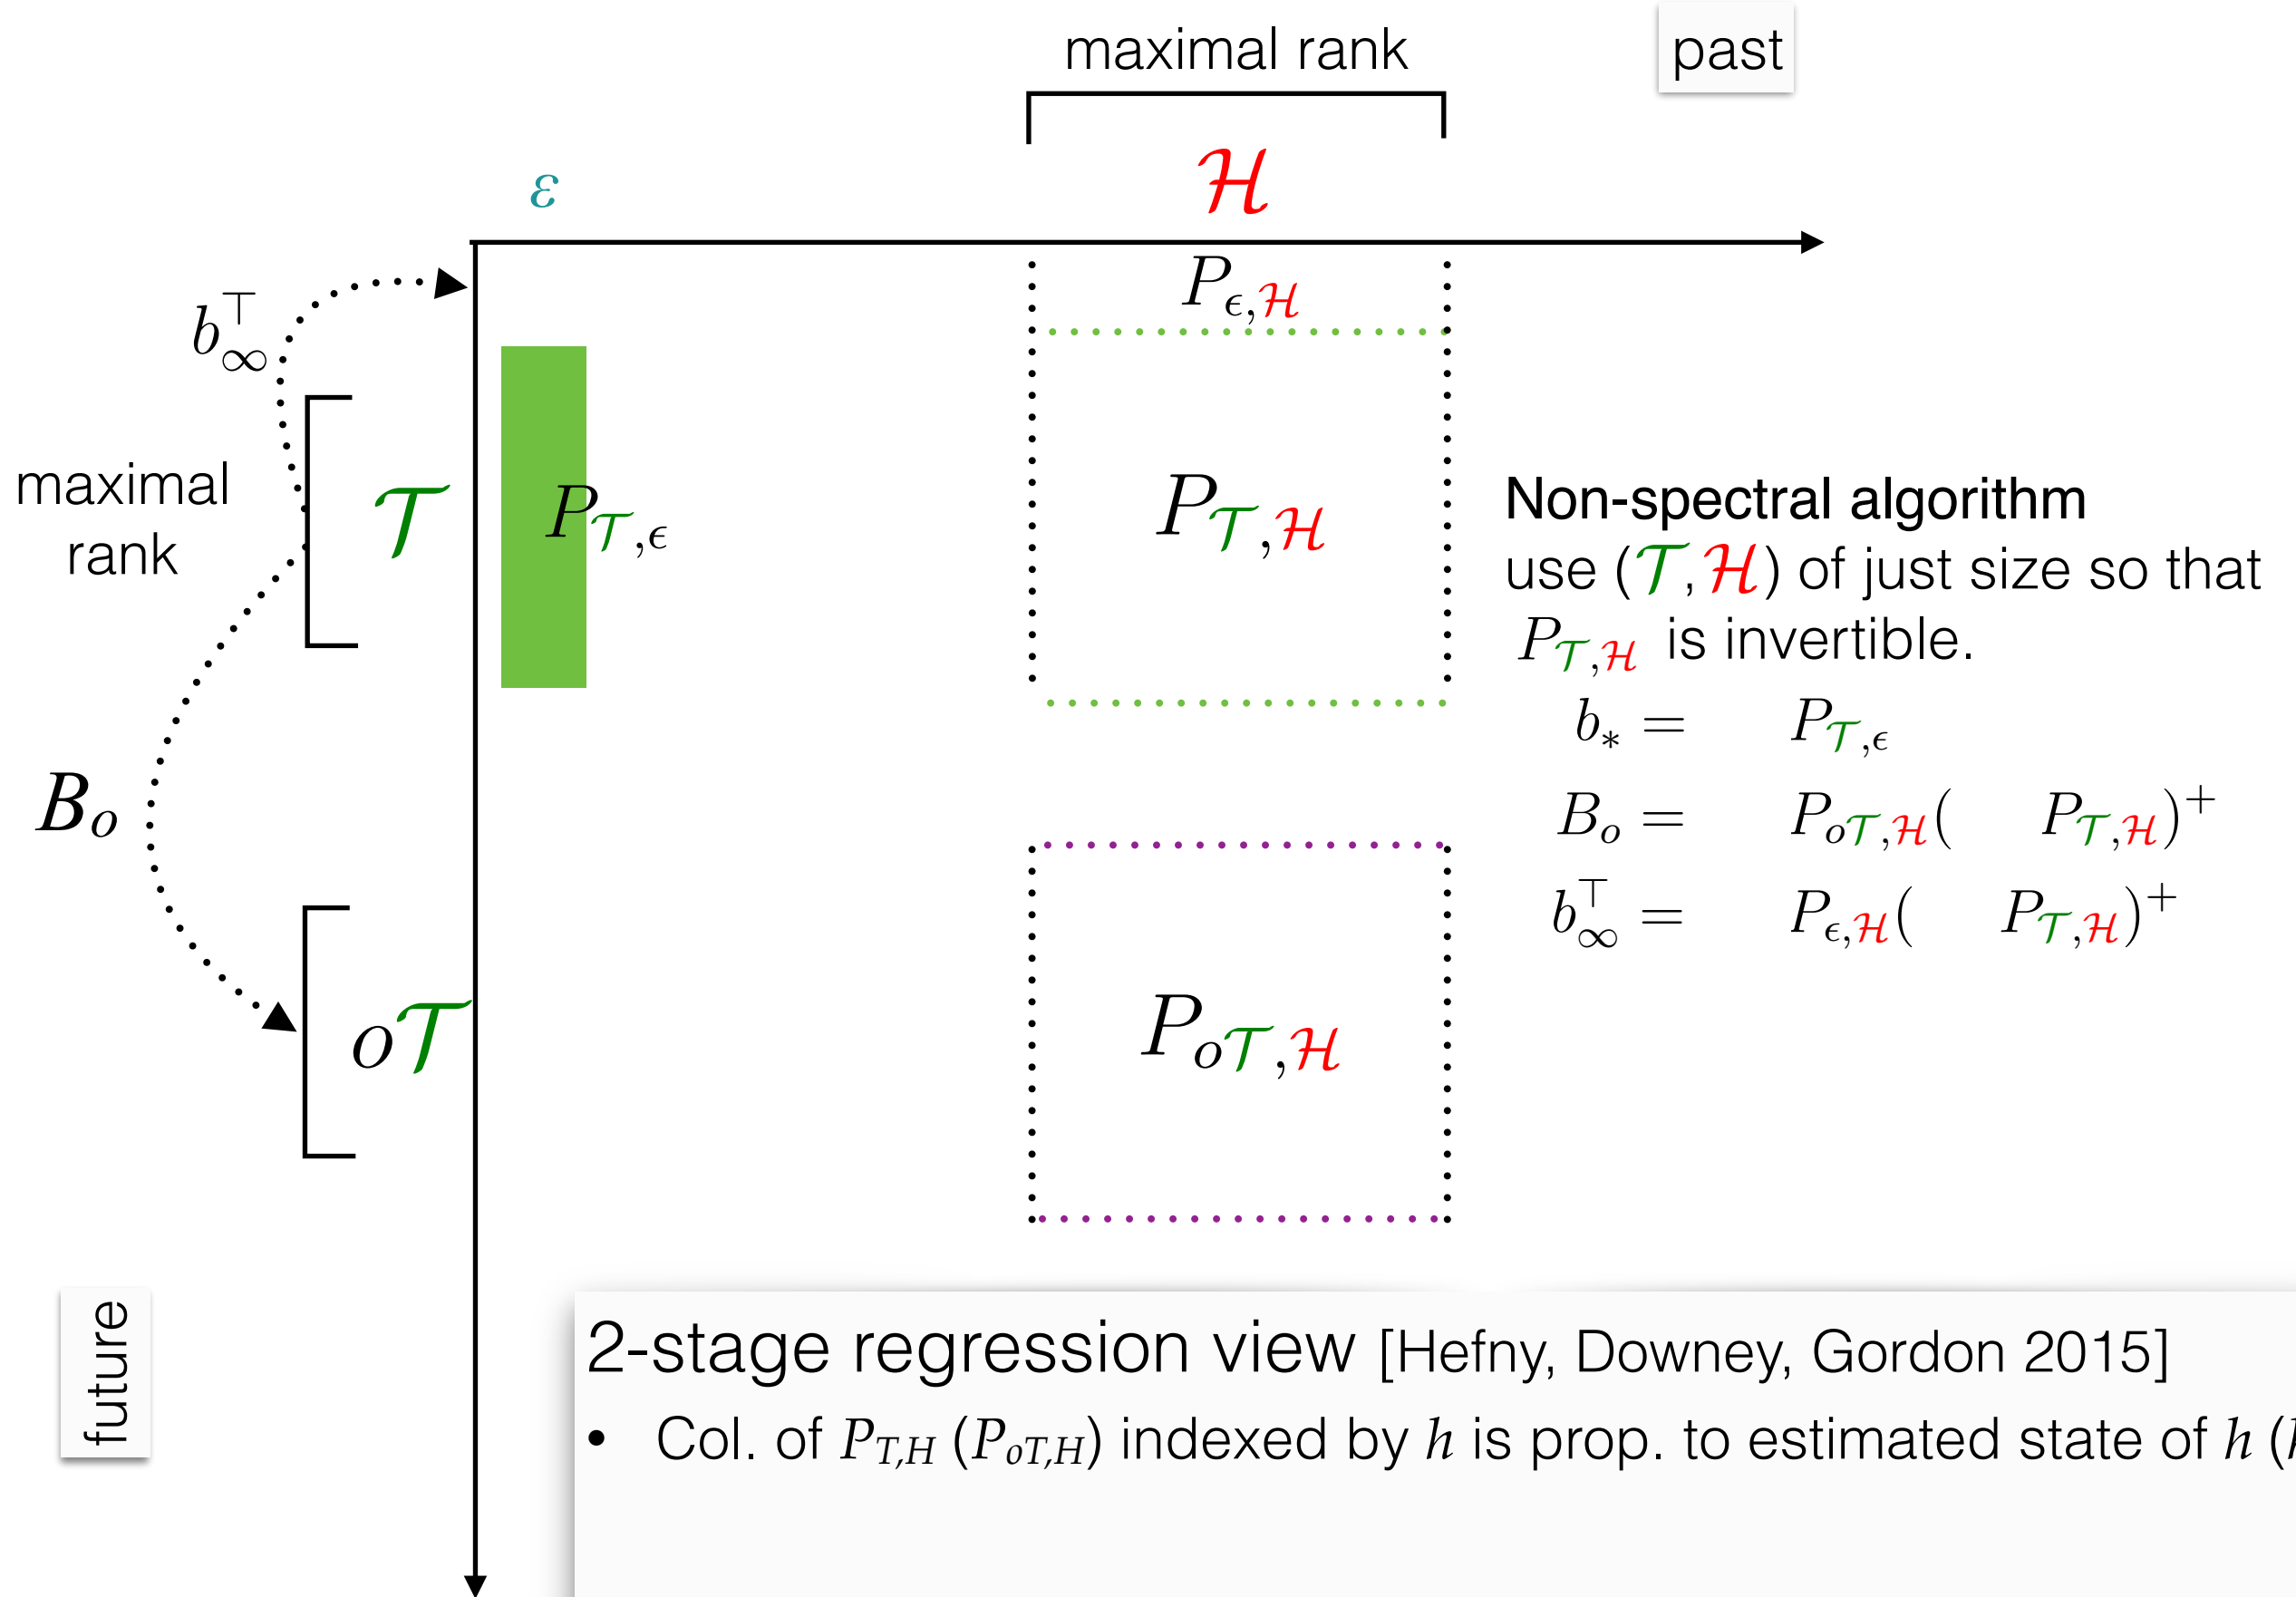 maximal rank
past
ε
ℋ
P_{ϵ,ℋ}
b_∞^⊤
maximal
rank
𝒯
P_{𝒯,ϵ}
P_{𝒯,ℋ}
Non-spectral algorithm
use (𝒯,ℋ) of just size so that
P_{𝒯,ℋ} is invertible.
b_* = P_{𝒯,ϵ}
B_o = P_{o𝒯,ℋ}( P_{𝒯,ℋ})^+
b_∞^⊤ = P_{ϵ,ℋ}( P_{𝒯,ℋ})^+
B_o
o𝒯
P_{o𝒯,ℋ}
future
2-stage regression view [Hefny, Downey, Gordon 2015]
• Col. of P_{T,H} (P_{oT,H}) indexed by h is prop. to estimated state of h (